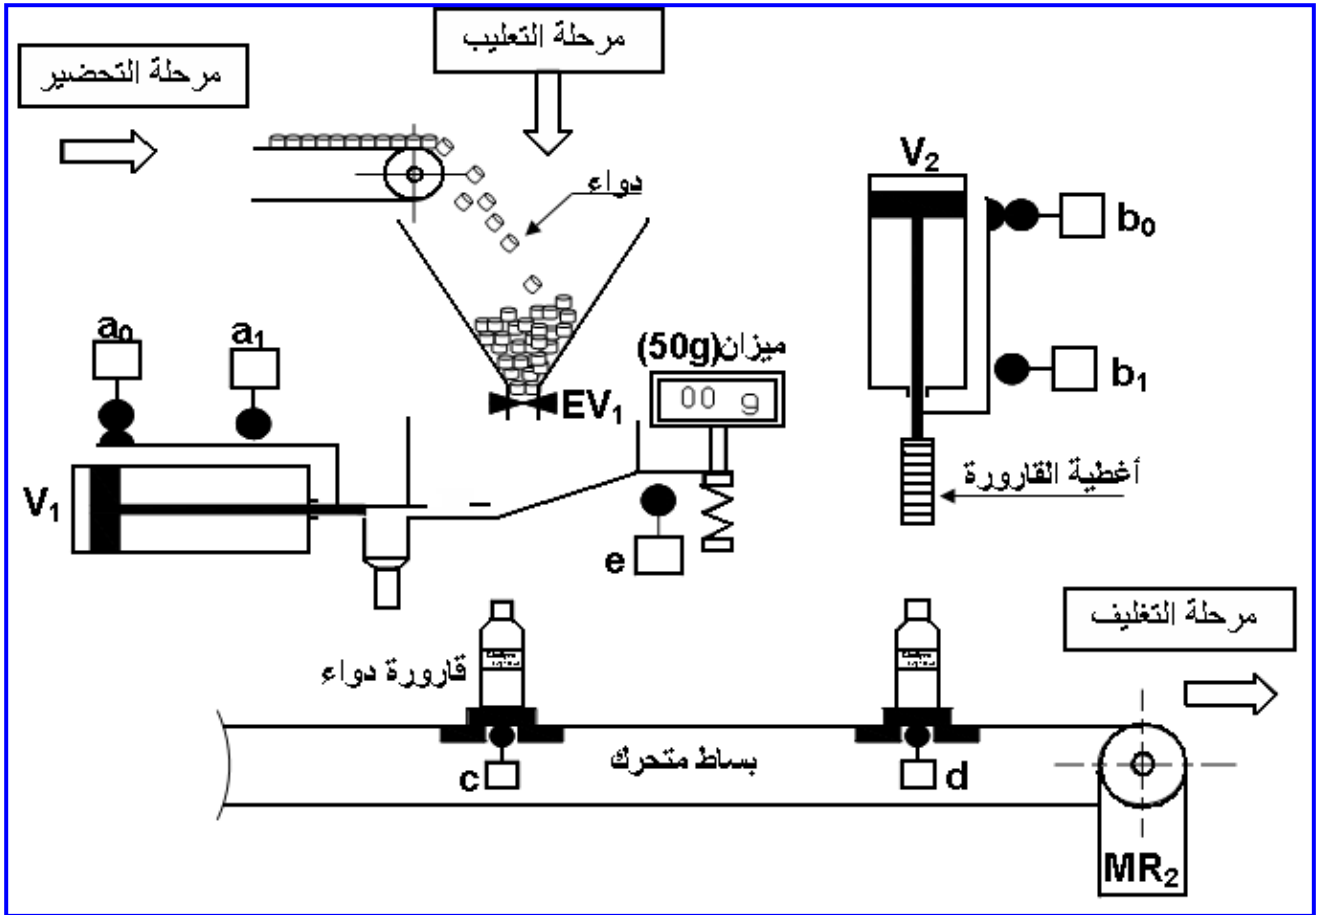 مرحلة التعليب
مرحلة التحضير
دواء
V2
b0
b1
a0
a1
ميزان(50g)
00 g
EV1
V1
أغطية القارورة
e
مرحلة التغليف
قارورة دواء
بساط متحرك
c
d
MR2